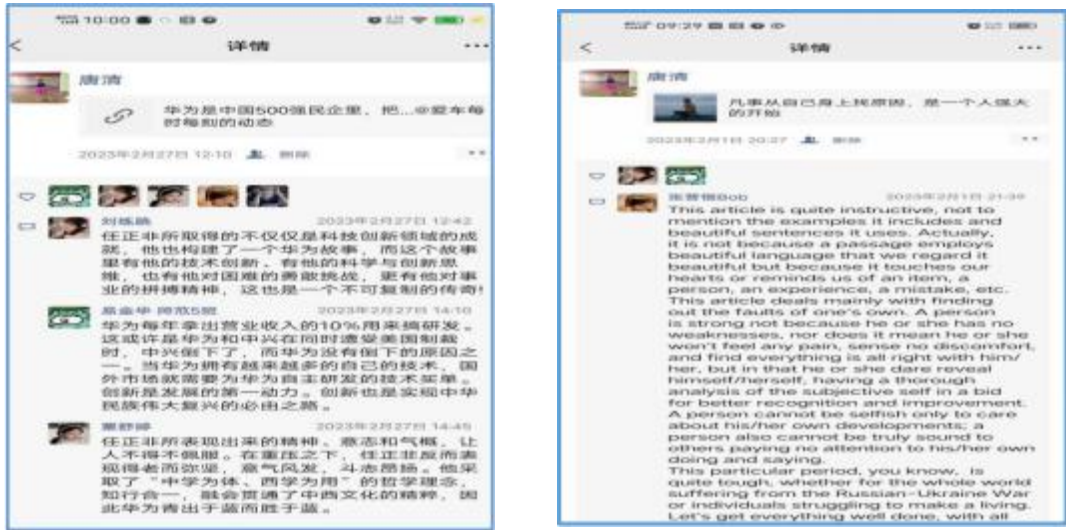 10:00
详情
唐清
华为是中国500强民企里，把...@爱车每
时每刻的动态
2023年2月27日 12:10 删除
2023年2月27日 12:42
任正非所取得的不仅仅是科技创新领域的成
就，他也构建了一个华为故事，而这个故事
里有他的技术创新、有他的科学与创新思
维，也有他对困难的勇敢挑战，更有他对事
业的拼搏精神，这也是一个不可复制的传奇!
2023年2月27日 14:10
华为每年拿出营业收入的10%用来搞研发。
这或许是华为和中兴在同时遭受美国制裁
时，中兴倒下了，而华为没有倒下的原因之
一。当华为拥有越来越多的自己的技术，国
外市场就需要为华为自主研发的技术买单。
创新是发展的第一动力。创新也是实现中华
民族伟大复兴的必由之路。
2023年2月27日 14:45
任正非所表现出来的精神、意志和气概，让
人不得不佩服。在重压之下，任正非反而表
现得老而弥坚，意气风发，斗志昂扬。他采
取了“中学为体、西学为用”的哲学理念，
知行合一，融会贯通了中西文化的精粹，因
此华为青出于蓝而胜于蓝。
09:29
详情
唐清
凡事从自己身上找原因，是一个人强大
的开始
2023年2月1日 20:27 删除
Bob 2023年2月1日 21:39
This article is quite instructive, not to
mention the examples it includes and
beautiful sentences it uses. Actually,
it is not because a passage employs
beautiful language that we regard it
beautiful but because it touches our
hearts or reminds us of an item, a
person, an experience, a mistake, etc.
This article deals mainly with finding
out the faults of one's own. A person
is strong not because he or she has no
weaknesses, nor does it mean he or she
won't feel any pain, sense no discomfort,
and find everything is all right with him/
her, but in that he or she dare reveal
himself/herself, having a thorough
analysis of the subjective self in a bid
for better recognition and improvement.
A person cannot be selfish only to care
about his/her own developments; a
person also cannot be truly sound to
others paying no attention to his/her own
doing and saying.
This particular period, you know, is
quite tough, whether for the whole world
suffering from the Russian-Ukraine War
or individuals struggling to make a living.
Let's get everything well done, with all